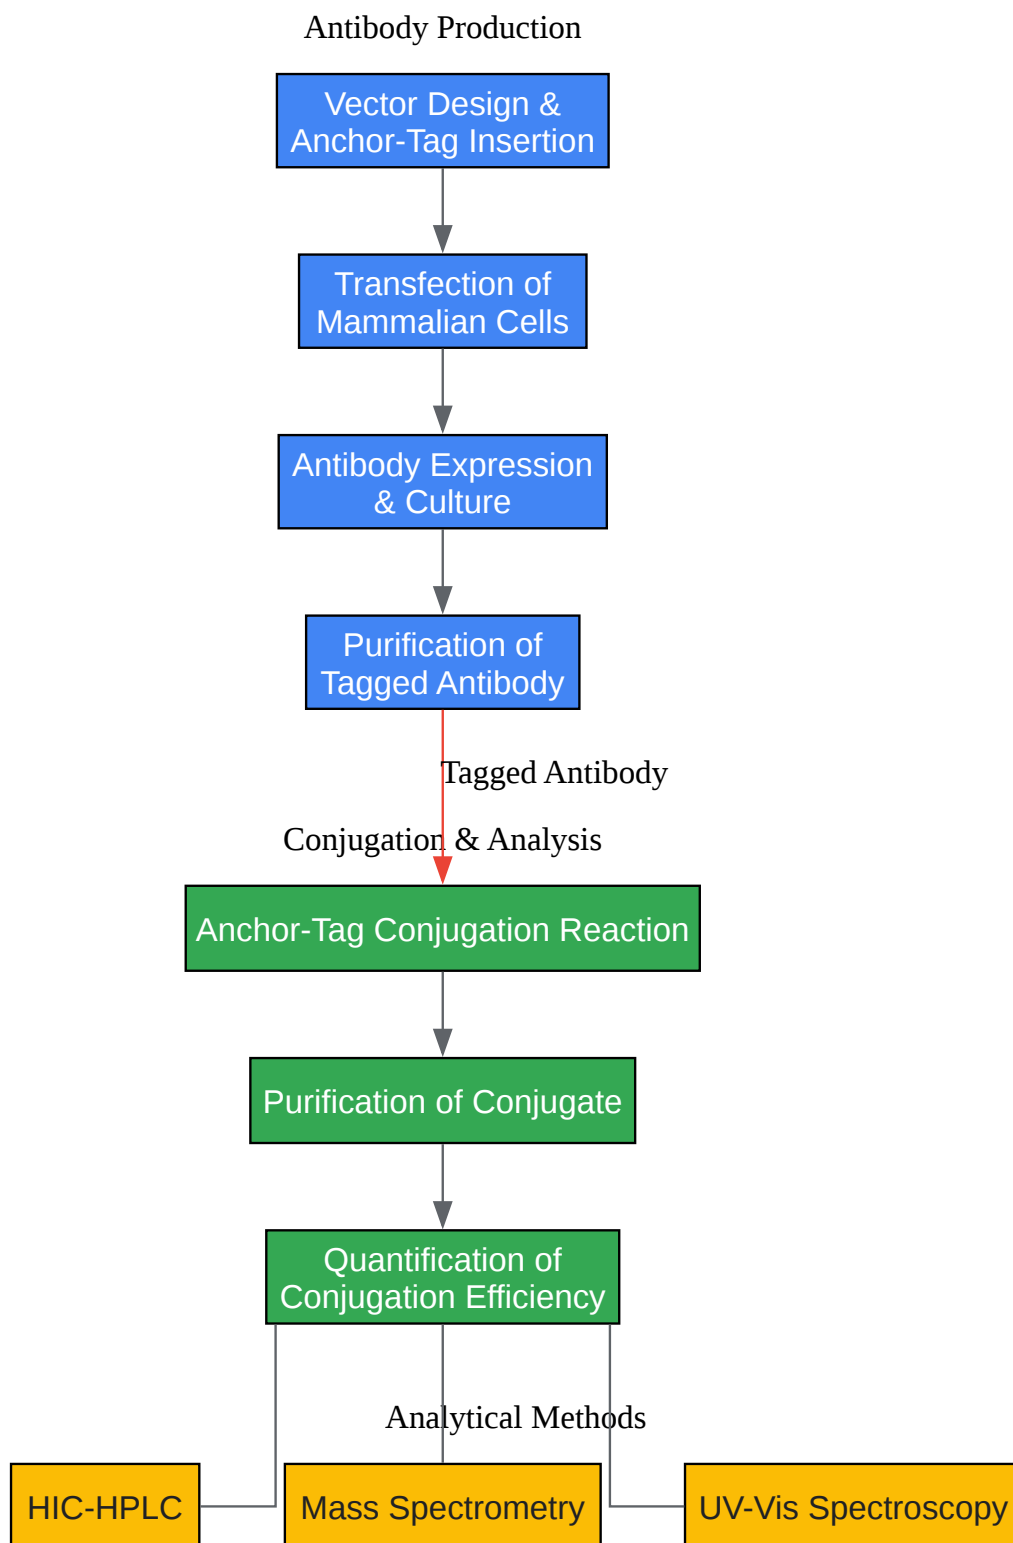 Antibody Production
Vector Design &
Anchor-Tag Insertion
Transfection of
Mammalian Cells
Antibody Expression
& Culture
Purification of
Tagged Antibody
Tagged Antibody
Conjugation & Analysis
Anchor-Tag Conjugation Reaction
Purification of Conjugate
Quantification of
Conjugation Efficiency
Analytical Methods
HIC-HPLC
Mass Spectrometry
UV-Vis Spectroscopy